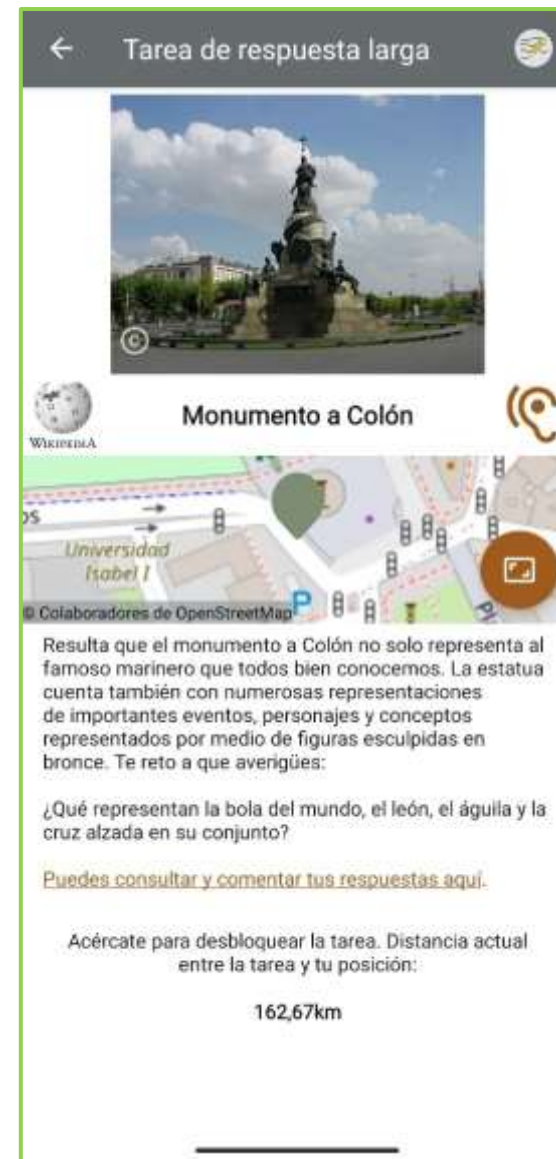 Tarea de respuesta larga
©
WIKIPEDIA
Monumento a Colón
os
Universidad
Isabel I
P
© Colaboradores de OpenStreetMap
Resulta que el monumento a Colón no solo representa al
famoso marinero que todos bien conocemos. La estatua
cuenta también con numerosas representaciones
de importantes eventos, personajes y conceptos
representados por medio de figuras esculpidas en
bronce. Te reto a que averigües:
¿Qué representan la bola del mundo, el león, el águila y la
cruz alzada en su conjunto?
Puedes consultar y comentar tus respuestas aquí.
Acércate para desbloquear la tarea. Distancia actual
entre la tarea y tu posición:
162,67km